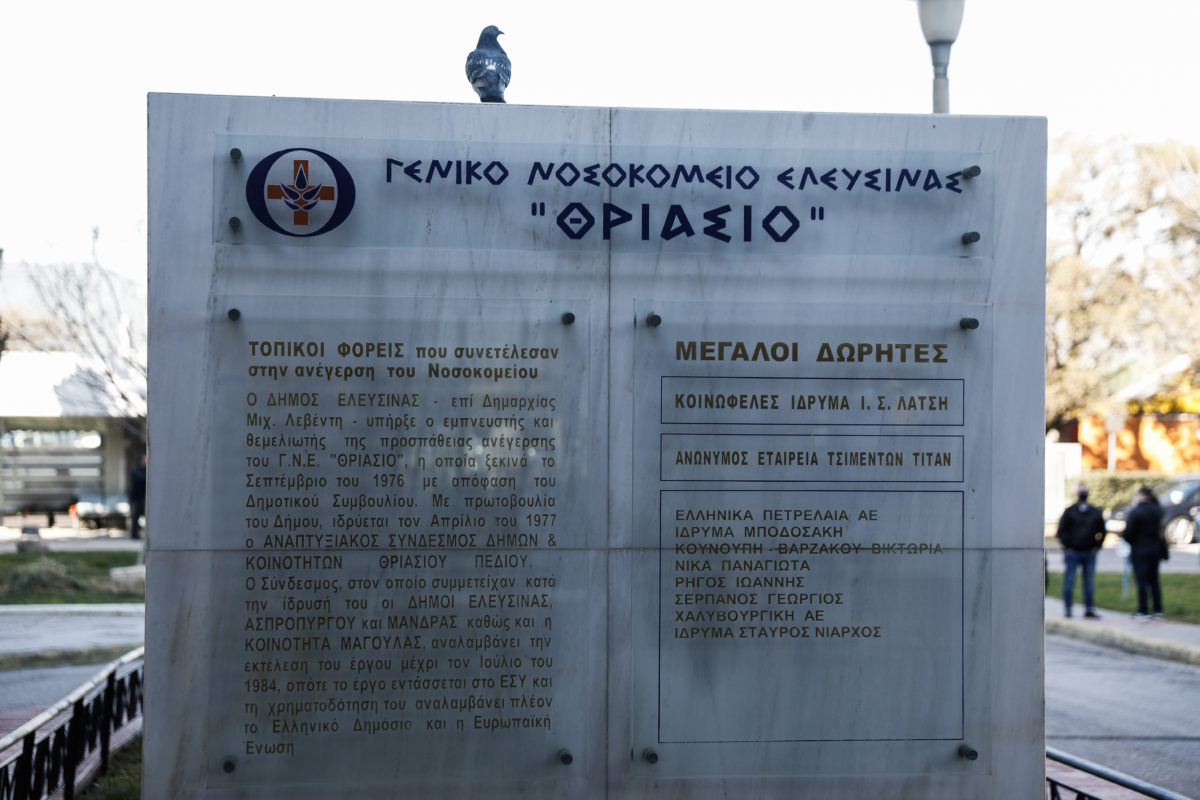 ΓΕΝΙΚΟ ΝΟΣΟΚΟΜΕΙΟ ΕΛΕΥΣΙΝΑΣ
"ΘΡΙΑΣΙΟ"
ΤΟΠΙΚΟΙ ΦΟΡΕΙΣ που συνετέλεσαν
στην ανέγερση του Νοσοκομείου
Ο ΔΗΜΟΣ ΕΛΕΥΣΙΝΑΣ - επί Δημαρχίας
Μιχ. Λεβέντη - υπήρξε ο εμπνευστής και
θεμελιωτής της προσπάθειας ανέγερσης
του Γ.Ν.Ε. "ΘΡΙΑΣΙΟ", η οποία ξεκινά το
Σεπτέμβριο του 1976 με απόφαση του
Δημοτικού Συμβουλίου. Με πρωτοβουλία
του Δήμου, ιδρύεται τον Απρίλιο του 1977
ο ΑΝΑΠΤΥΞΙΑΚΟΣ ΣΥΝΔΕΣΜΟΣ ΔΗΜΩΝ &
ΚΟΙΝΟΤΗΤΩΝ ΘΡΙΑΣΙΟΥ ΠΕΔΙΟΥ.
Ο Σύνδεσμος, στον οποίο συμμετείχαν κατά
την ίδρυσή του οι ΔΗΜΟΙ ΕΛΕΥΣΙΝΑΣ,
ΑΣΠΡΟΠΥΡΓΟΥ και ΜΑΝΔΡΑΣ καθώς και η
ΚΟΙΝΟΤΗΤΑ ΜΑΓΟΥΛΑΣ, αναλαμβάνει την
εκτέλεση του έργου μέχρι τον Ιούλιο του
1984, οπότε το έργο εντάσσεται στο ΕΣΥ και
τη χρηματοδότηση του αναλαμβάνει πλέον
το Ελληνικό Δημόσιο και η Ευρωπαϊκή
Ένωση
ΜΕΓΑΛΟΙ ΔΩΡΗΤΕΣ
ΚΟΙΝΩΦΕΛΕΣ ΙΔΡΥΜΑ Ι. Σ. ΛΑΤΣΗ
ΑΝΩΝΥΜΟΣ ΕΤΑΙΡΕΙΑ ΤΣΙΜΕΝΤΩΝ ΤΙΤΑΝ
ΕΛΛΗΝΙΚΑ ΠΕΤΡΕΛΑΙΑ ΑΕ
ΙΔΡΥΜΑ ΜΠΟΔΟΣΑΚΗ
ΚΟΥΝΟΥΠΗ - ΒΑΡΖΑΚΟΥ ΒΙΚΤΩΡΙΑ
ΝΙΚΑ ΠΑΝΑΓΙΩΤΑ
ΡΗΓΟΣ ΙΩΑΝΝΗΣ
ΣΕΡΠΑΝΟΣ ΓΕΩΡΓΙΟΣ
ΧΑΛΥΒΟΥΡΓΙΚΗ ΑΕ
ΙΔΡΥΜΑ ΣΤΑΥΡΟΣ ΝΙΑΡΧΟΣ